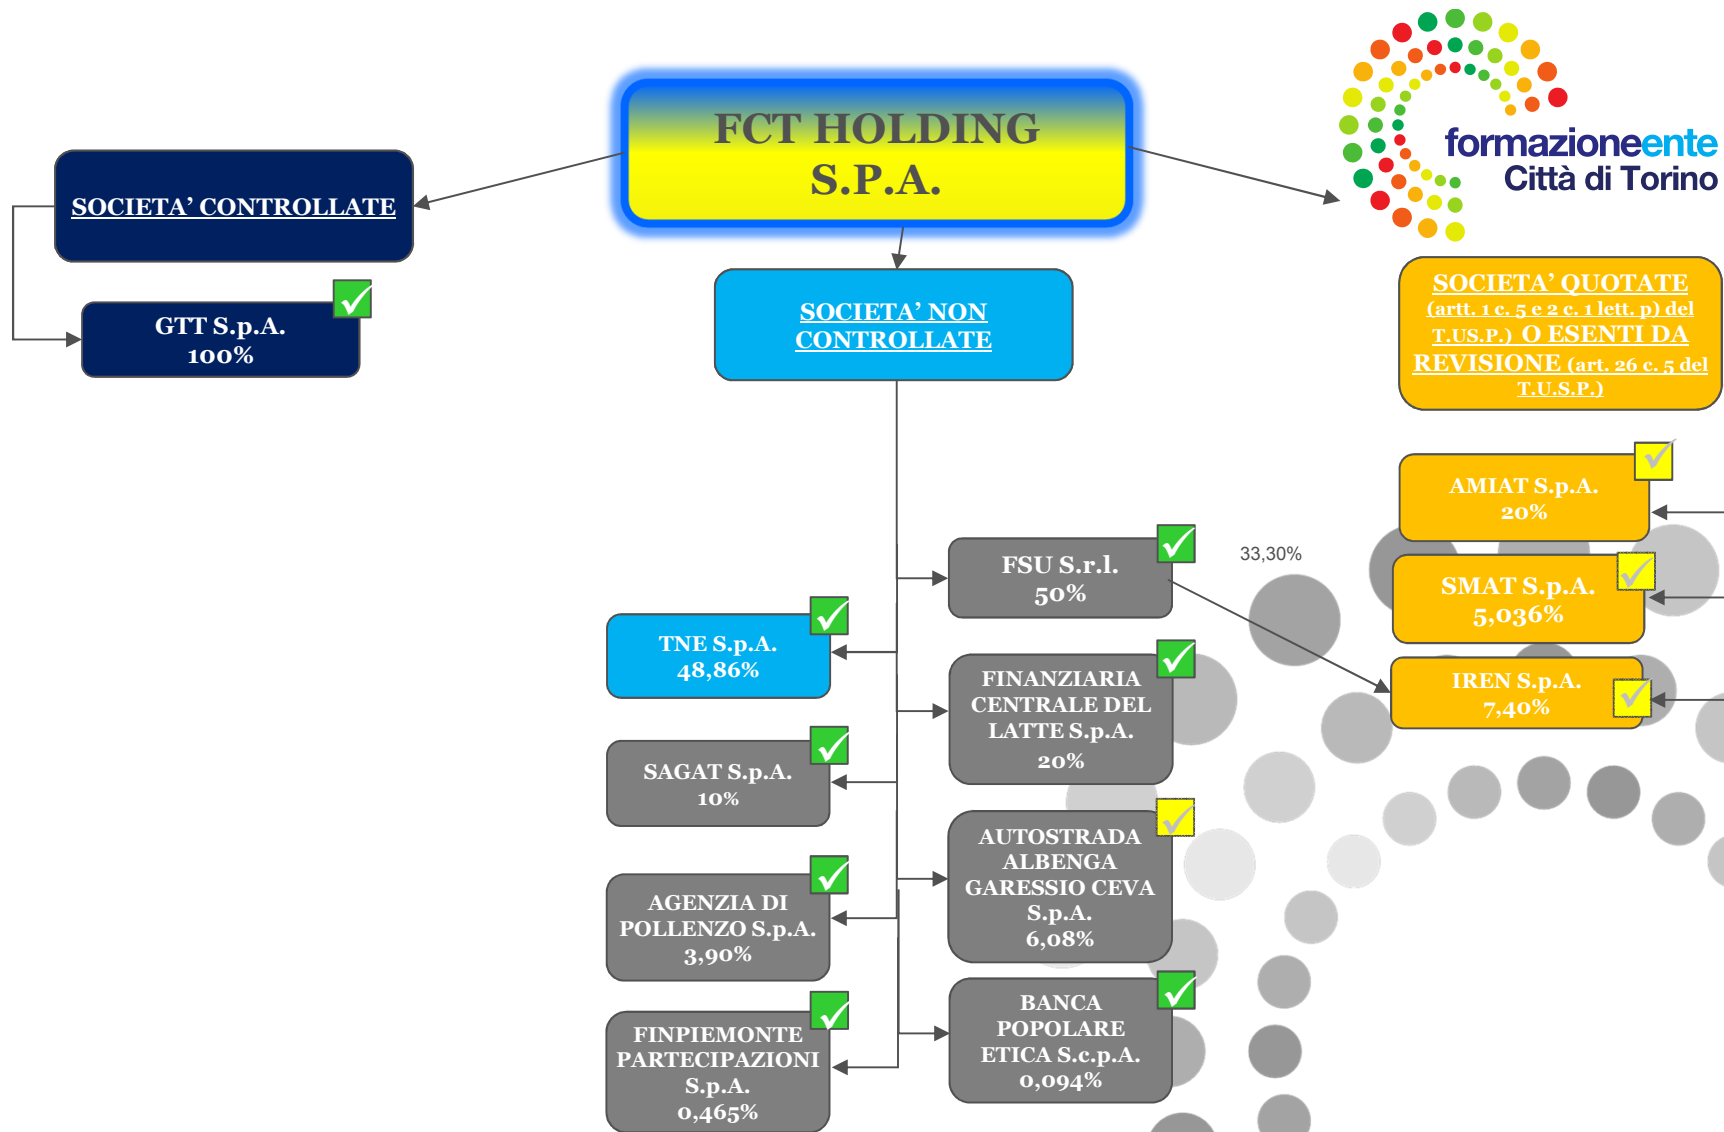 FCT HOLDING
S.P.A.
formazioneente
Città di Torino
SOCIETA’ CONTROLLATE
GTT S.p.A.
100%
SOCIETA’ NON
CONTROLLATE
SOCIETA’ QUOTATE
(artt. 1 c. 5 e 2 c. 1 lett. p) del
T.US.P.) O ESENTI DA
REVISIONE (art. 26 c. 5 del
T.U.S.P.)
AMIAT S.p.A.
20%
FSU S.r.l.
50%
33,30%
SMAT S.p.A.
5,036%
TNE S.p.A.
48,86%
FINANZIARIA
CENTRALE DEL
LATTE S.p.A.
20%
IREN S.p.A.
7,40%
SAGAT S.p.A.
10%
AUTOSTRADA
ALBENGA
GARESSIO CEVA
S.p.A.
6,08%
AGENZIA DI
POLLENZO S.p.A.
3,90%
BANCA
POPOLARE
ETICA S.c.p.A.
0,094%
FINPIEMONTE
PARTECIPAZIONI
S.p.A.
0,465%